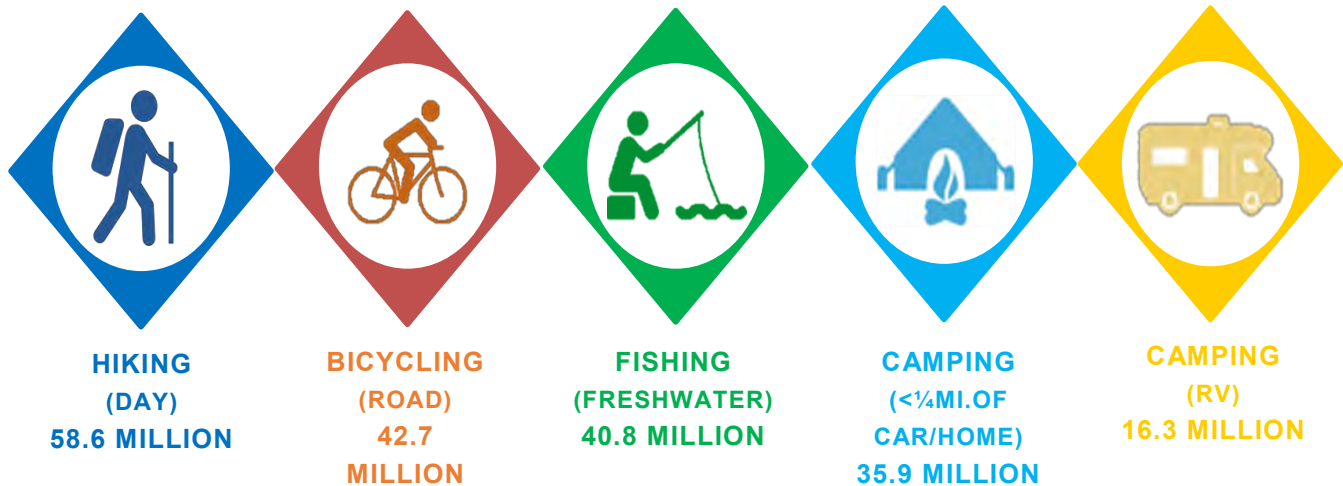 HIKING
(DAY)
58.6 MILLION
BICYCLING
(ROAD)
42.7
MILLION
FISHING
(FRESHWATER)
40.8 MILLION
CAMPING
(<¼MI.OF
CAR/HOME)
35.9 MILLION
CAMPING
(RV)
16.3 MILLION